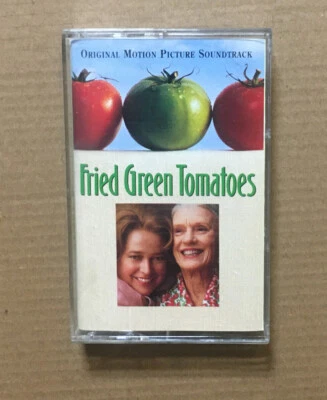 Original Motion Picture Soundtrack
Fried Green Tomatoes